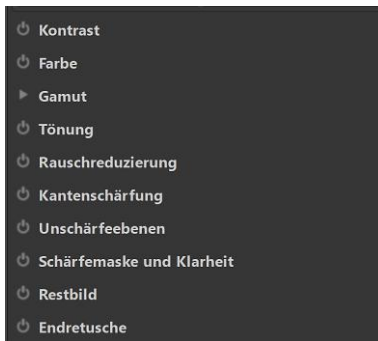 Kontrast
Farbe
Gamut
Tönung
Rauschreduzierung
Kantenschärfung
Unschärfeebenen
Schärfemaske und Klarheit
Restbild
Endretusche